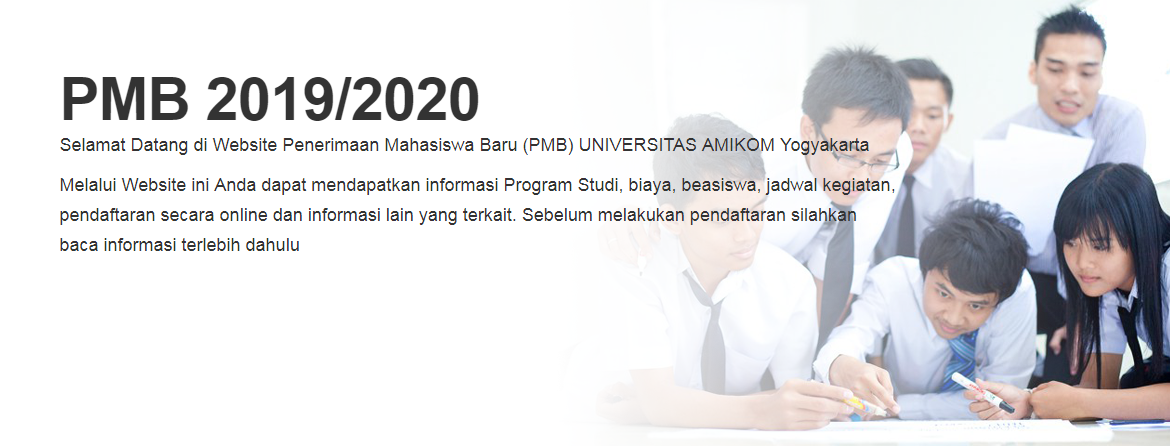 PMB 2019/2020
Selamat Datang di Website Penerimaan Mahasiswa Baru (PMB) UNIVERSITAS AMIKOM Yogyakarta
Melalui Website ini Anda dapat mendapatkan informasi Program Studi, biaya, beasiswa, jadwal kegiatan,
pendaftaran secara online dan informasi lain yang terkait. Sebelum melakukan pendaftaran silahkan
baca informasi terlebih dahulu